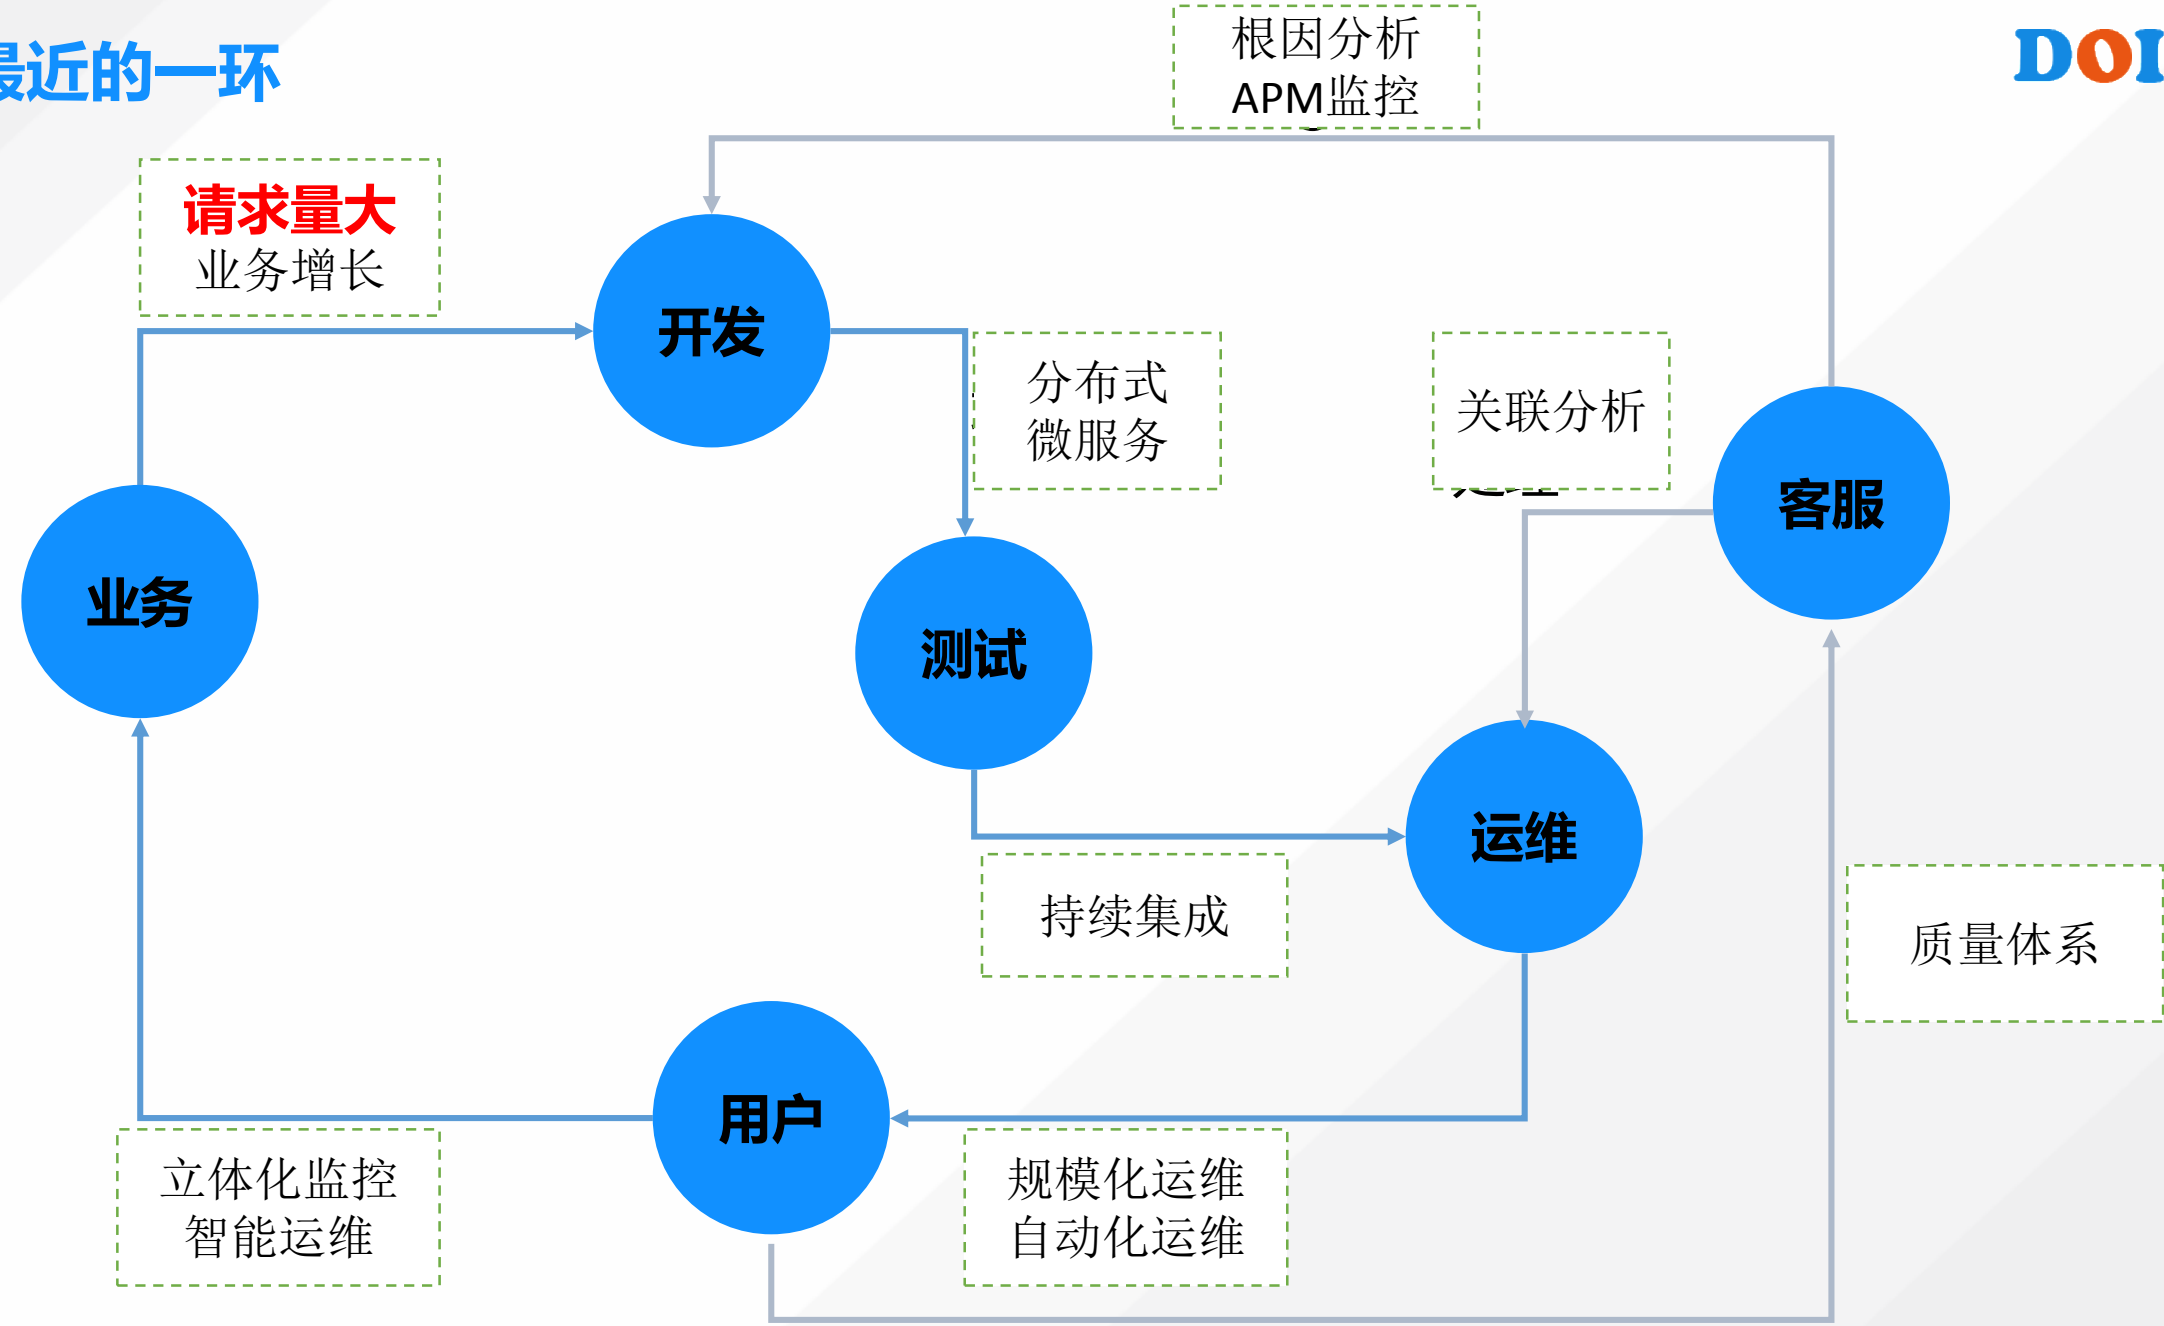 最近的一环
DOI
根因分析
APM监控
请求量大
业务增长
开发
分布式
微服务
关联分析
客服
业务
测试
运维
持续集成
质量体系
用户
立体化监控
智能运维
规模化运维
自动化运维